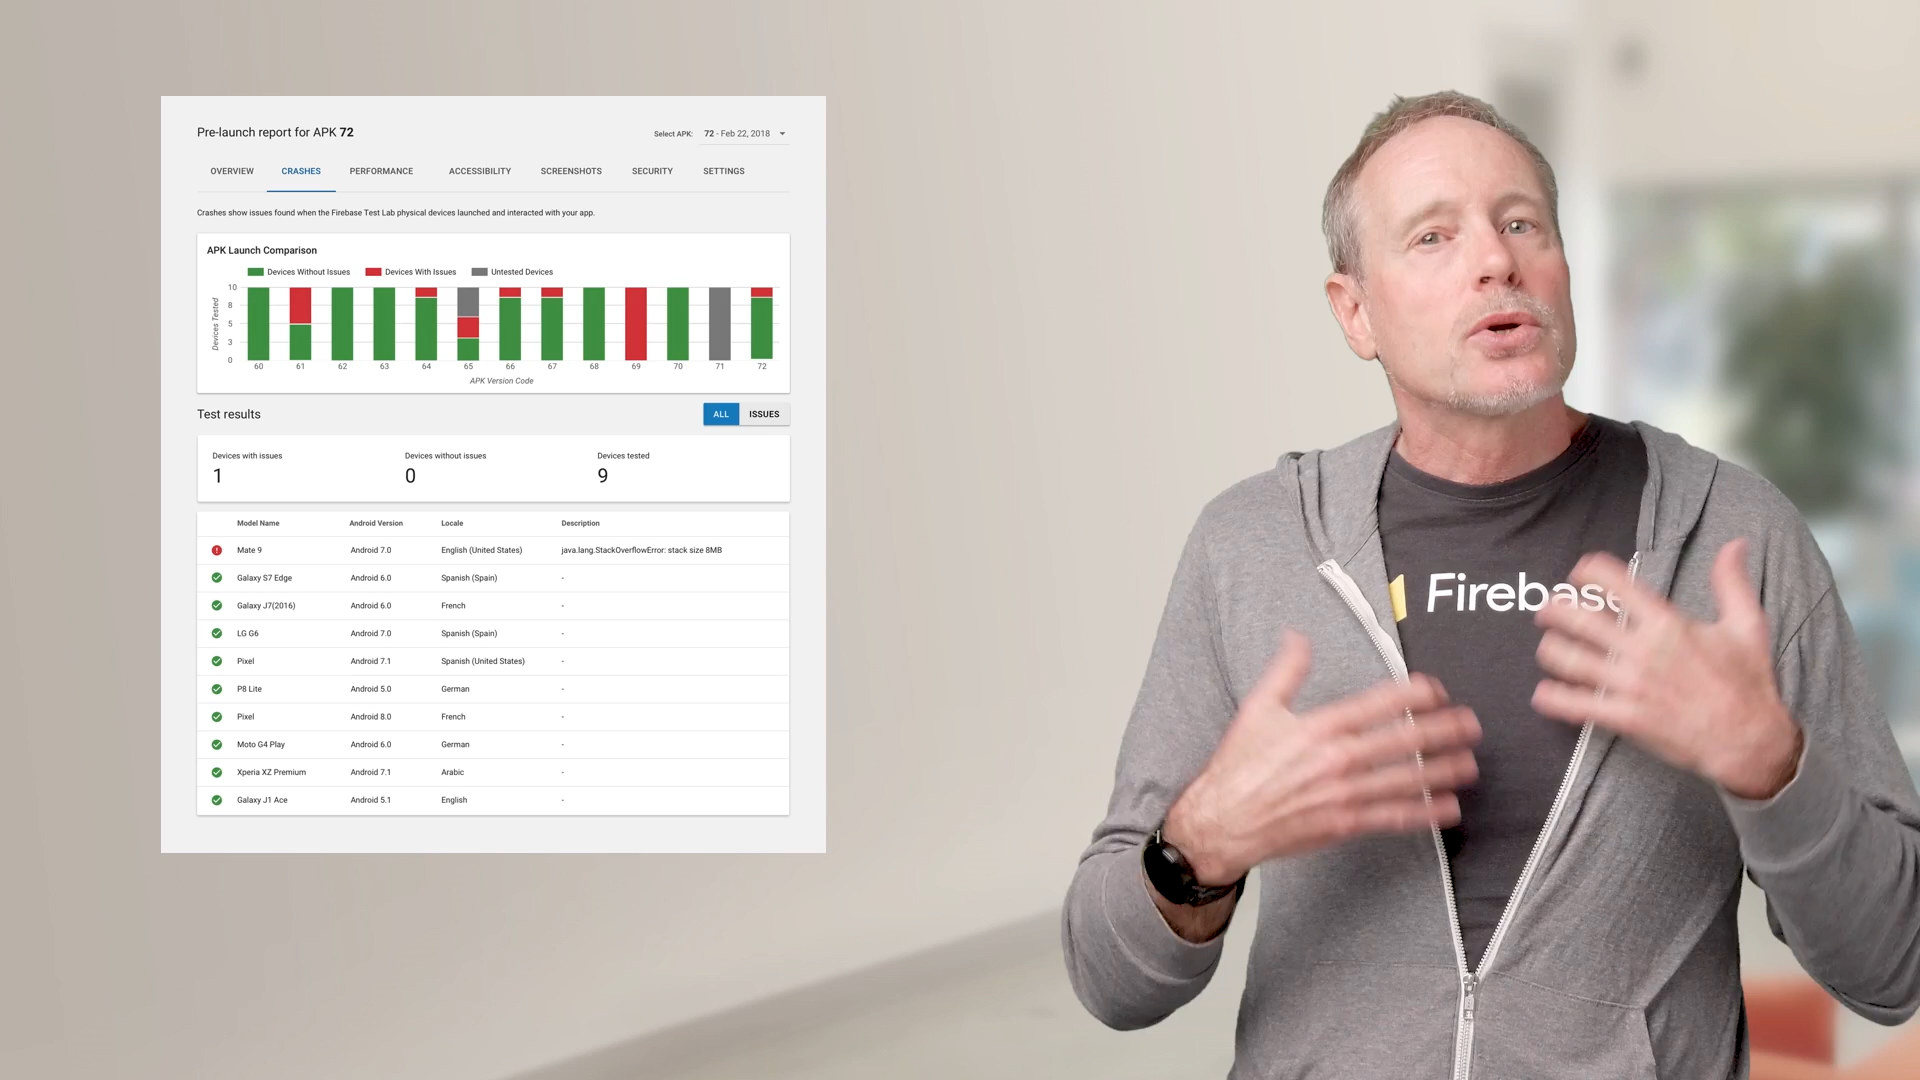 Pre-launch report for APK 72
Select APK: 72 - Feb 22, 2018
OVERVIEW CRASHES PERFORMANCE ACCESSIBILITY SCREENSHOTS SECURITY SETTINGS
Crashes show issues found when the Firebase Test Lab physical devices launched and interacted with your app.
APK Launch Comparison
Devices Without Issues Devices With Issues Untested Devices
Devices Tested
10
8
5
3
0
60 61 62 63 64 65 66 67 68 69 70 71 72
APK Version Code
Test results
ALL ISSUES
Devices with issues Devices without issues Devices tested
1 0 9
Model Name Android Version Locale Description
Mate 9 Android 7.0 English (United States) java.lang.StackOverflowError: stack size 8MB
Galaxy S7 Edge Android 6.0 Spanish (Spain) -
Galaxy J7(2016) Android 6.0 French -
LG G6 Android 7.0 Spanish (Spain) -
Pixel Android 7.1 Spanish (United States) -
P8 Lite Android 5.0 German -
Pixel Android 8.0 French -
Moto G4 Play Android 6.0 German -
Xperia XZ Premium Android 7.1 Arabic -
Galaxy J1 Ace Android 5.1 English -
Firebase